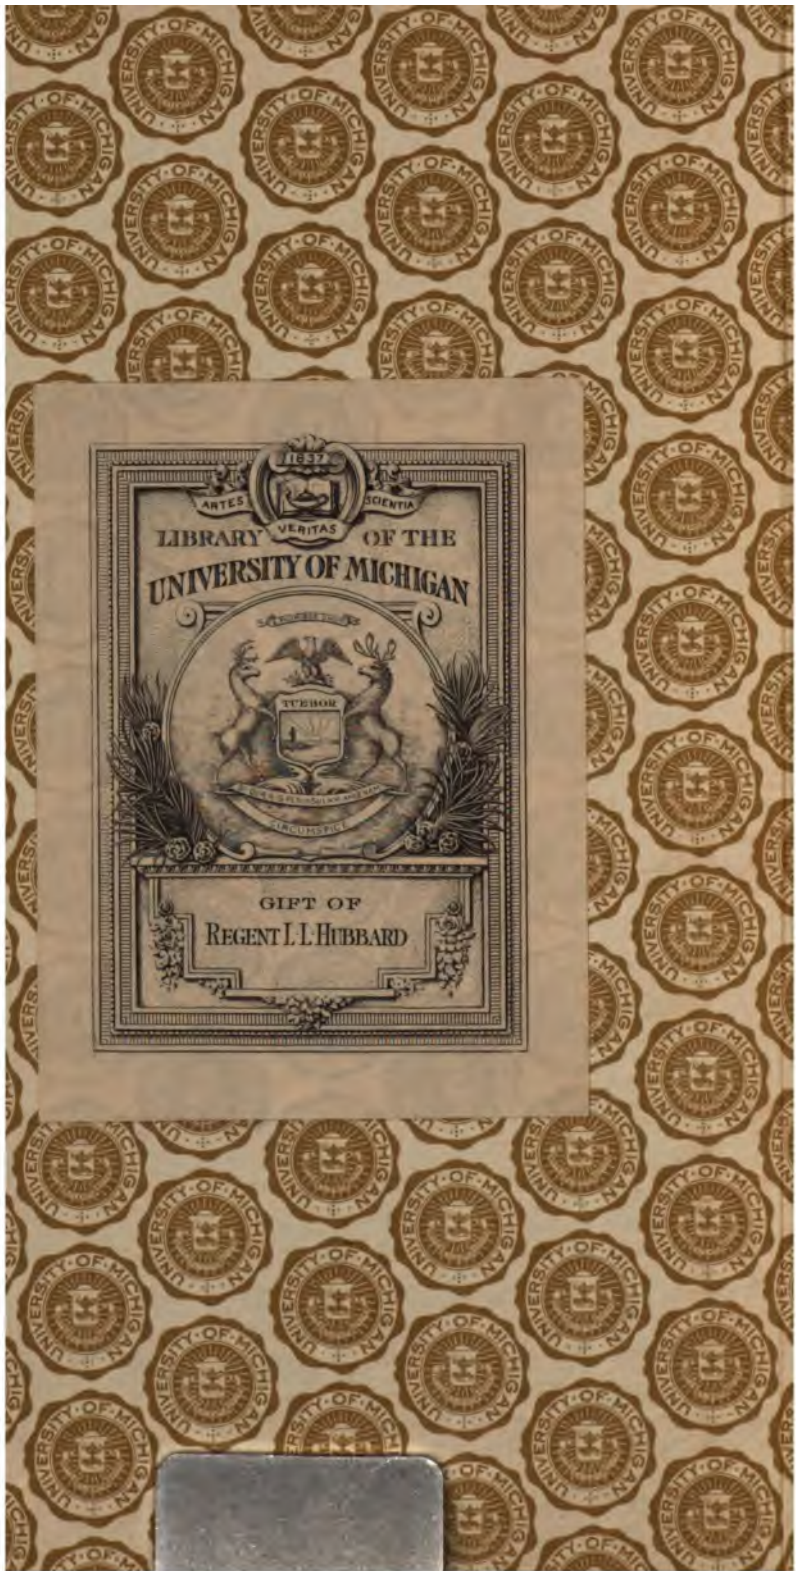 1837
ARTES
SCIENTIA
VERITAS
LIBRARY OF THE
UNIVERSITY OF MICHIGAN
TUEBOR
CIRCUMSPICE
GIFT OF
REGENT L. L. HUBBARD
UNIVERSITY·OF·MICHIGAN